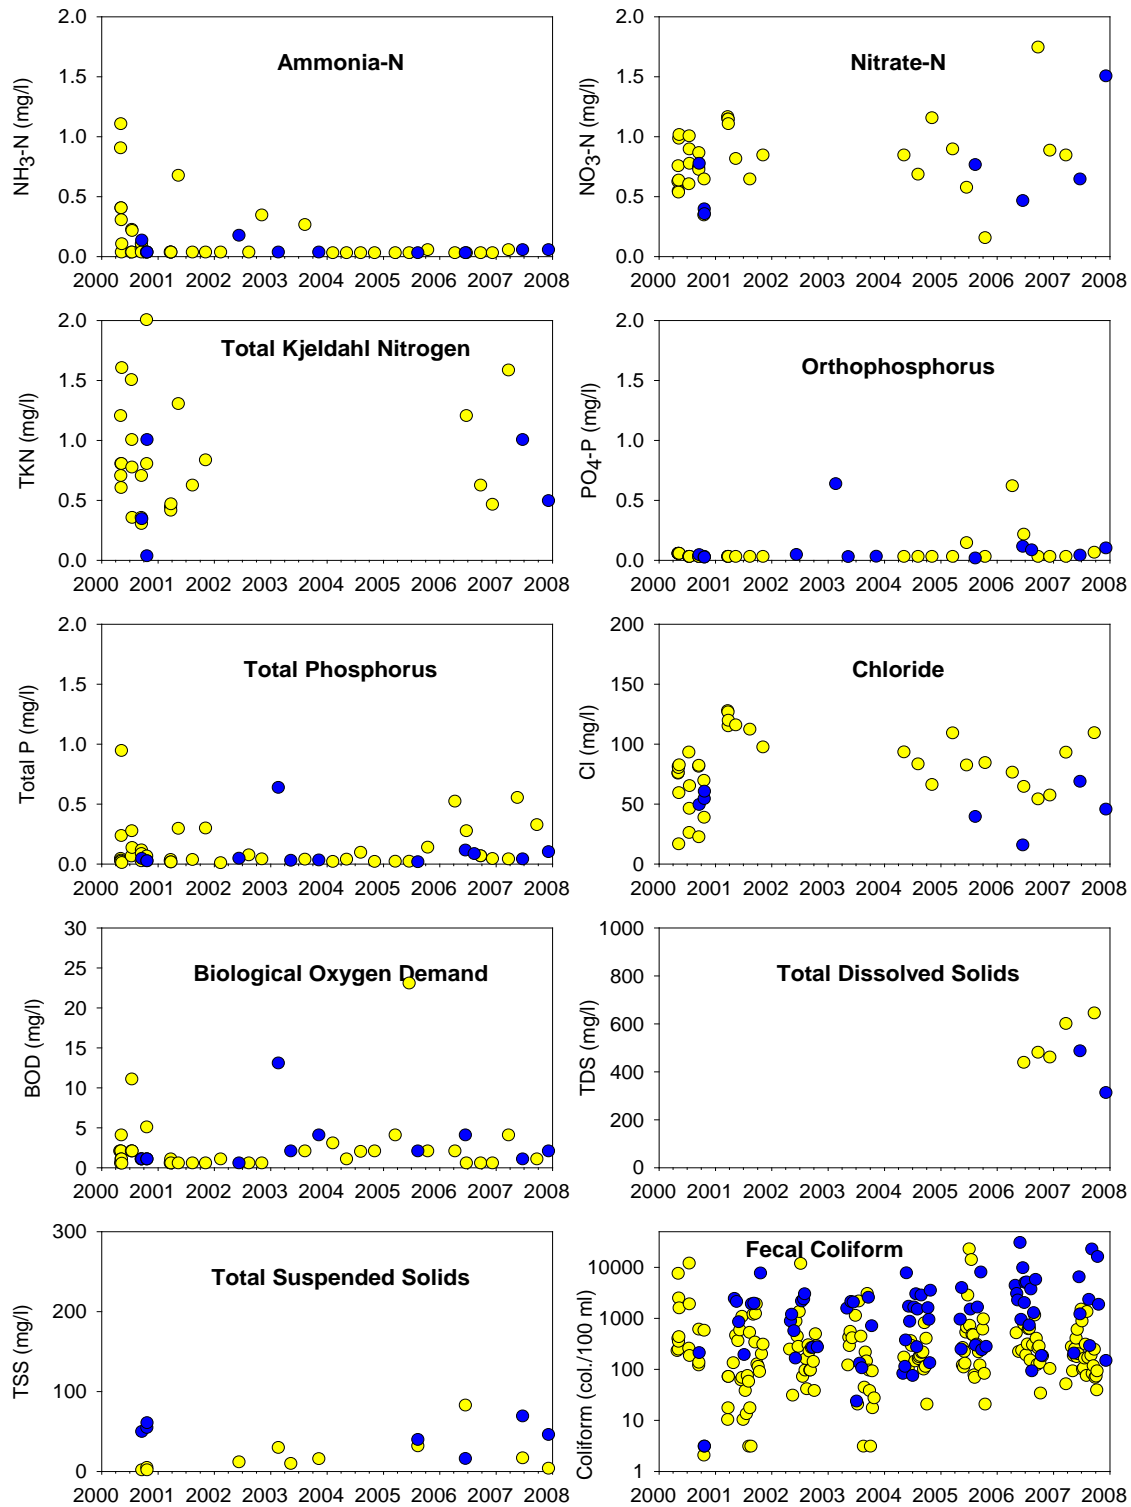 Ammonia-N
NH3-N (mg/l)
2.0
1.5
1.0
0.5
0.0
2000 2001 2002 2003 2004 2005 2006 2007 2008
Nitrate-N
NO3-N (mg/l)
2.0
1.5
1.0
0.5
0.0
2000 2001 2002 2003 2004 2005 2006 2007 2008
Total Kjeldahl Nitrogen
TKN (mg/l)
2.0
1.5
1.0
0.5
0.0
2000 2001 2002 2003 2004 2005 2006 2007 2008
Orthophosphorus
PO4-P (mg/l)
2.0
1.5
1.0
0.5
0.0
2000 2001 2002 2003 2004 2005 2006 2007 2008
Total Phosphorus
Total P (mg/l)
2.0
1.5
1.0
0.5
0.0
2000 2001 2002 2003 2004 2005 2006 2007 2008
Chloride
Cl (mg/l)
200
150
100
50
0
2000 2001 2002 2003 2004 2005 2006 2007 2008
Biological Oxygen Demand
BOD (mg/l)
30
25
20
15
10
5
0
2000 2001 2002 2003 2004 2005 2006 2007 2008
Total Dissolved Solids
TDS (mg/l)
1000
800
600
400
200
0
2000 2001 2002 2003 2004 2005 2006 2007 2008
Total Suspended Solids
TSS (mg/l)
300
200
100
0
2000 2001 2002 2003 2004 2005 2006 2007 2008
Fecal Coliform
Coliform (col./100 ml)
10000
1000
100
10
1
2000 2001 2002 2003 2004 2005 2006 2007 2008